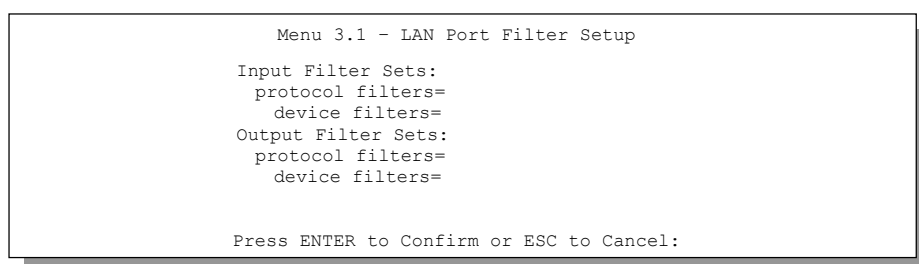 Menu 3.1 – LAN Port Filter Setup
Input Filter Sets:
protocol filters=
device filters=
Output Filter Sets:
protocol filters=
device filters=
Press ENTER to Confirm or ESC to Cancel: